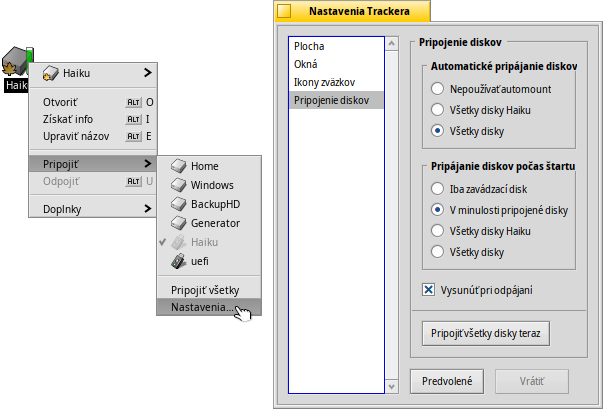 Haiku
Haiku
Otvoriť ALT O
Získať info ALT I
Upraviť názov ALT E
Pripojiť
Odpojiť ALT U
Doplnky
Home
Windows
BackupHD
Generator
Haiku
uefi
Pripojiť všetky
Nastavenia...
Nastavenia Trackera
Plocha
Okná
Ikony zväzkov
Pripojenie diskov
Pripojenie diskov
Automatické pripájanie diskov
Nepoužívať automount
Všetky disky Haiku
Všetky disky
Pripájanie diskov počas štartu
Iba zavádzací disk
V minulosti pripojené disky
Všetky disky Haiku
Všetky disky
Vysunúť pri odpájaní
Pripojiť všetky disky teraz
Predvolené
Vrátiť